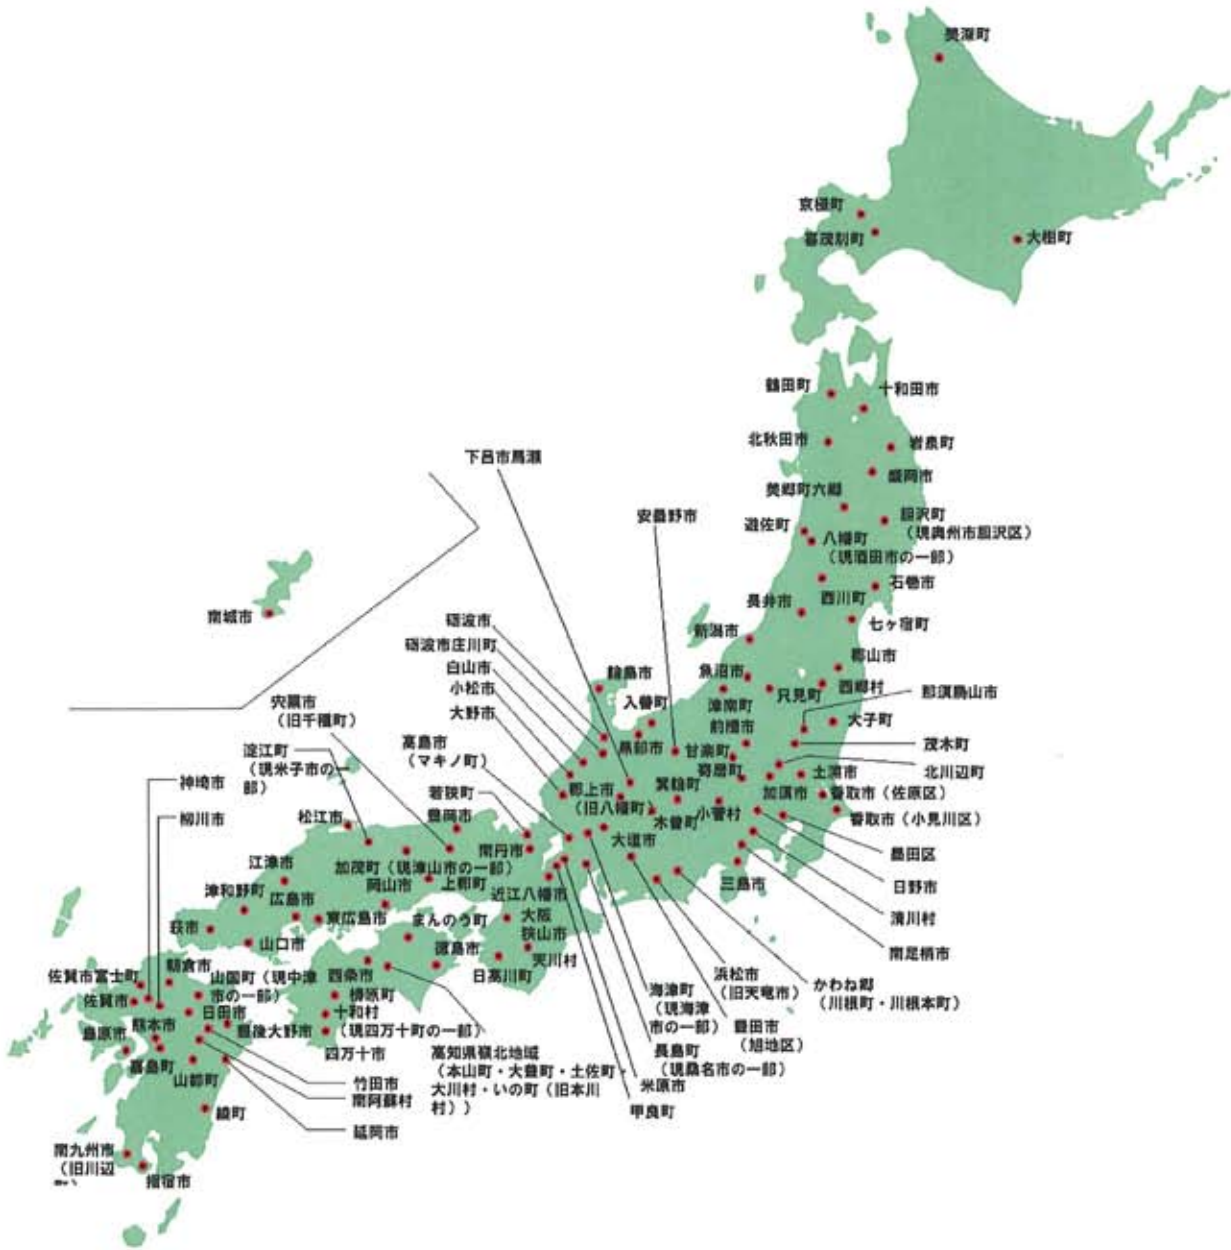 美深町
京極町
喜茂別町
大樹町
鶴田町
十和田市
北秋田市
岩泉町
盛岡市
美郷町六郷
胆沢町
(現奥州市胆沢区)
遊佐町
八幡町
(現酒田市の一部)
石巻市
西川町
長井市
七ヶ宿町
新潟市
郡山市
魚沼市
西郷村
只見町
那須烏山市
津南町
大子町
前橋市
茂木町
甘楽町
北川辺町
寄居町
土浦市
加須市
香取市(佐原区)
香取市(小見川区)
小菅村
墨田区
日野市
清川村
南足柄市
三島市
下呂市馬瀬
安曇野市
砺波市
砺波市庄川町
白山市
小松市
大野市
輪島市
入善町
黒部市
箕輪町
郡上市
(旧八幡町)
木曽町
大垣市
高島市
(マキノ町)
若狭町
南城市
宍粟市
(旧千種町)
淀江町
(現米子市の一
部)
神埼市
柳川市
松江市
豊岡市
南丹市
加茂町(現津山市の一部)
岡山市
上郡町
近江八幡市
江津市
津和野町
広島市
東広島市
まんのう町
大阪
狭山市
萩市
山口市
徳島市
日高川町
天川村
佐賀市富士町
朝倉市
山国町(現中津
市の一部)
西条市
梼原町
佐賀市
日田市
十和村
(現四万十町の一部)
島原市
熊本市
豊後大野市
四万十市
嘉島町
山都町
竹田市
南阿蘇村
綾町
延岡市
高知県嶺北地域
(本山町・大豊町・土佐町・
大川村・いの町(旧本川
村))
海津町
(現海津
市の一部)
長島町
(現桑名市の一部)
米原市
甲良町
浜松市
(旧天竜市)
豊田市
(旭地区)
かわね郷
(川根町・川根本町)
南九州市
(旧川辺
指宿市